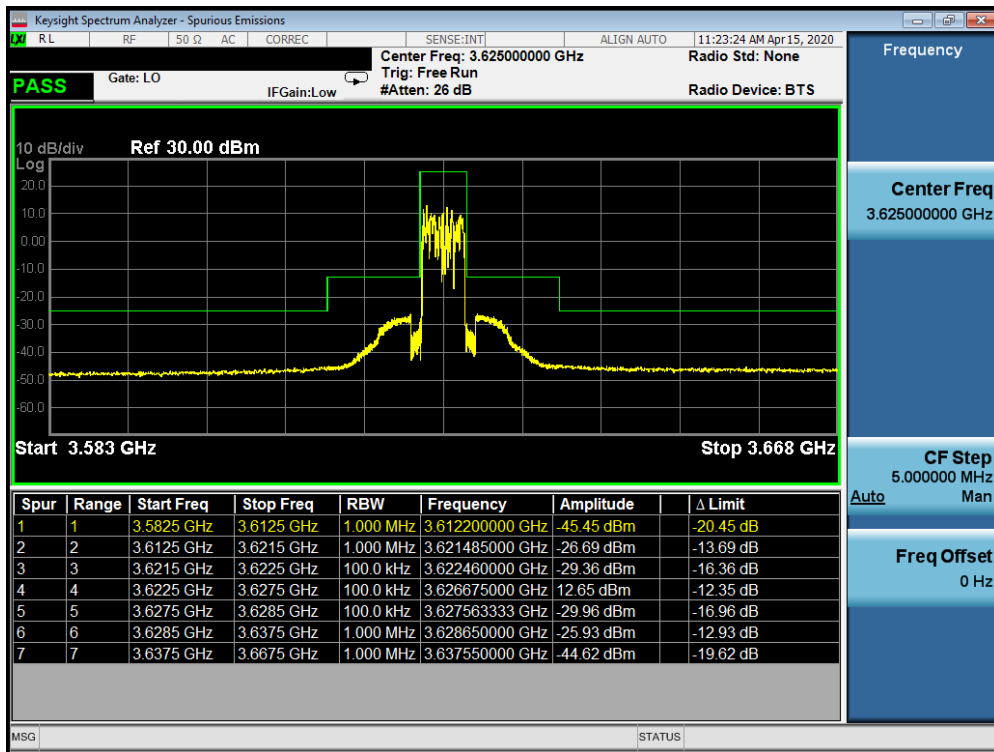 Keysight Spectrum Analyzer - Spurious Emissions
LXI RL RF 50 Ω AC CORREC SENSE:INT ALIGN AUTO 11:23:24 AM Apr 15, 2020
Center Freq: 3.625000000 GHz Radio Std: None
Trig: Free Run
PASS Gate: LO IFGain:Low #Atten: 26 dB Radio Device: BTS
Frequency
10 dB/div Ref 30.00 dBm
Log
20.0
10.0
0.00
-10.0
-20.0
-30.0
-40.0
-50.0
-60.0
Start 3.583 GHz Stop 3.668 GHz
Spur Range Start Freq Stop Freq RBW Frequency Amplitude Δ Limit
1 1 3.5825 GHz 3.6125 GHz 1.000 MHz 3.612200000 GHz -45.45 dBm -20.45 dB
2 2 3.6125 GHz 3.6215 GHz 1.000 MHz 3.621485000 GHz -26.69 dBm -13.69 dB
3 3 3.6215 GHz 3.6225 GHz 100.0 kHz 3.622460000 GHz -29.36 dBm -16.36 dB
4 4 3.6225 GHz 3.6275 GHz 100.0 kHz 3.626675000 GHz 12.65 dBm -12.35 dB
5 5 3.6275 GHz 3.6285 GHz 100.0 kHz 3.627563333 GHz -29.96 dBm -16.96 dB
6 6 3.6285 GHz 3.6375 GHz 1.000 MHz 3.628650000 GHz -25.93 dBm -12.93 dB
7 7 3.6375 GHz 3.6675 GHz 1.000 MHz 3.637550000 GHz -44.62 dBm -19.62 dB
Center Freq
3.625000000 GHz
CF Step
5.000000 MHz
Auto Man
Freq Offset
0 Hz
MSG STATUS